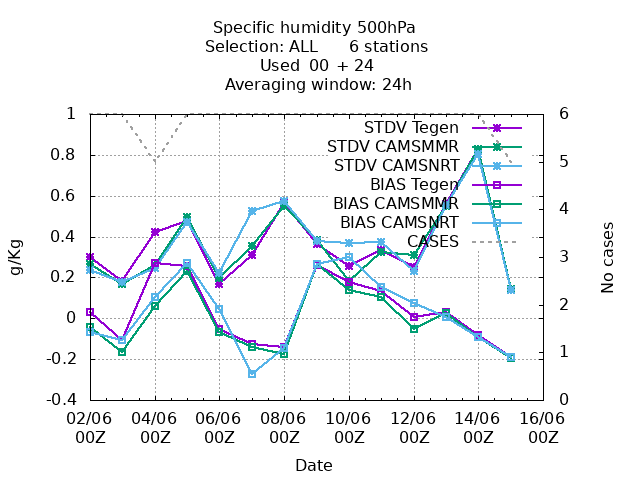 Specific humidity 500hPa
Selection: ALL 6 stations
Used 00 + 24
Averaging window: 24h
1
0.8
0.6
0.4
0.2
0
-0.2
-0.4
6
5
4
3
2
1
0
g/Kg
No cases
STDV Tegen
STDV CAMSMMR
STDV CAMSNRT
BIAS Tegen
BIAS CAMSMMR
BIAS CAMSNRT
CASES
02/06 04/06 06/06 08/06 10/06 12/06 14/06 16/06
00Z 00Z 00Z 00Z 00Z 00Z 00Z 00Z
Date